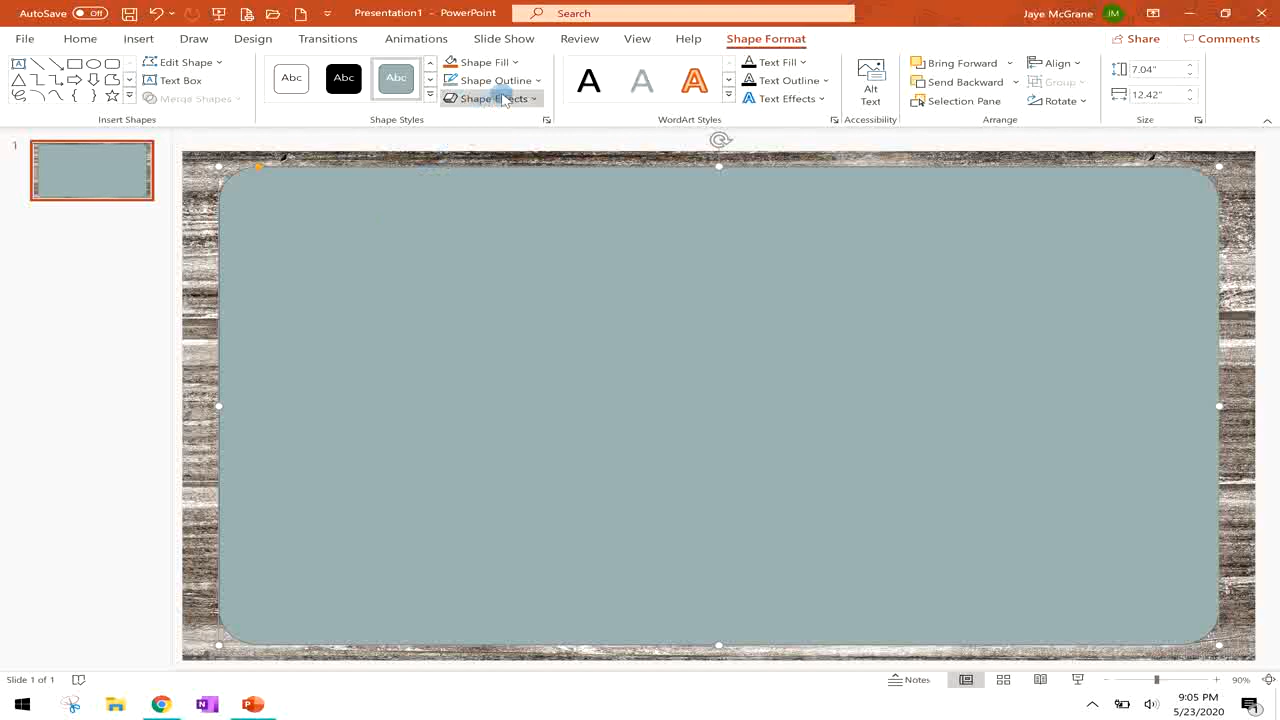 AutoSave Off
Search
Jaye McGrane JM
File Home Insert Draw Design Transitions Animations Slide Show Review View Help Shape Format
Share Comments
Edit Shape
Text Box
Merge Shapes
Insert Shapes
Abc Abc Abc
Shape Fill
Shape Outline
Shape Effects
Shape Styles
A A A
A Text Fill
A Text Outline
A Text Effects
WordArt Styles
Alt
Text
Accessibility
Bring Forward
Send Backward
Selection Pane
Align
Group
Rotate
Arrange
7.04"
12.42"
Size
1
Slide 1 of 1
Notes
90%
9:05 PM
5/23/2020